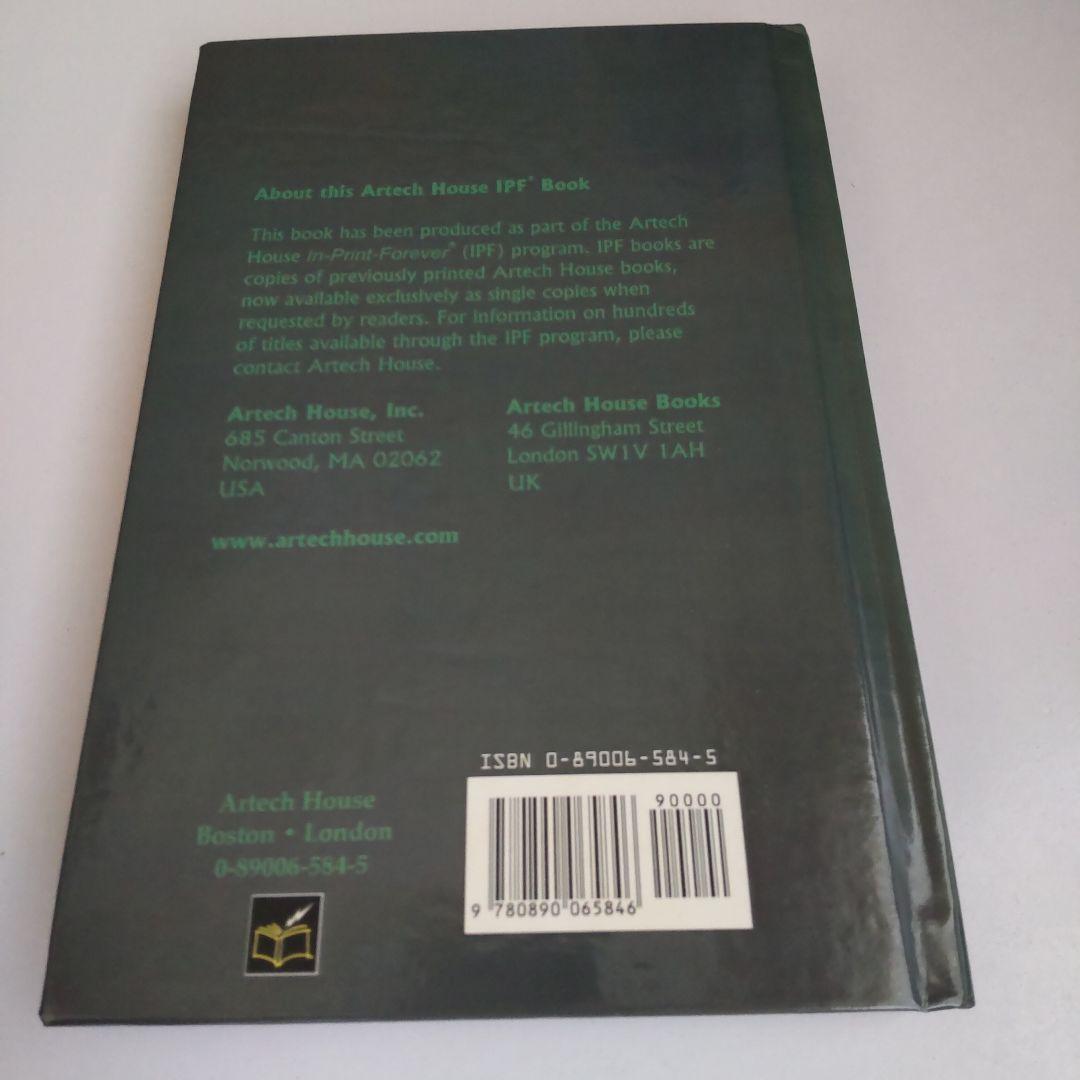 About this Artech House IPF® Book
This book has been produced as part of the Artech
House In-Print-Forever® (IPF) program. IPF books are
copies of previously printed Artech House books,
now available exclusively as single copies when
requested by readers. For information on hundreds
of titles available through the IPF program, please
contact Artech House.
Artech House, Inc.
685 Canton Street
Norwood, MA 02062
USA
Artech House Books
46 Gillingham Street
London SW1V 1AH
UK
www.artechhouse.com
Artech House
Boston • London
0-89006-584-5
ISBN 0-89006-584-5
90000
9 780890 065846